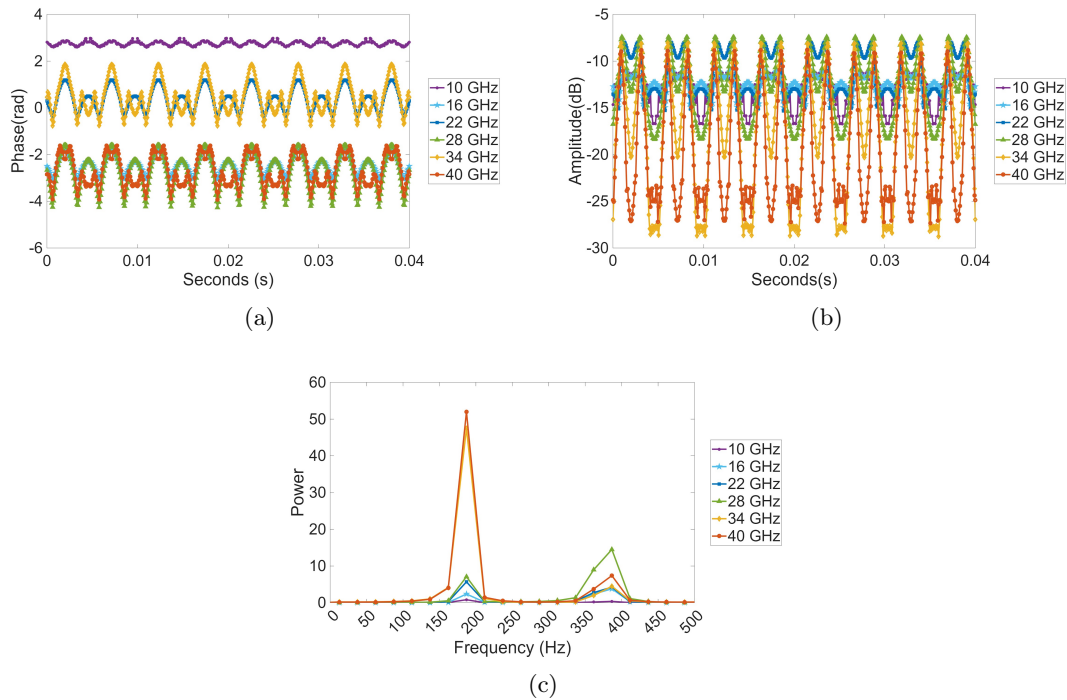 4
2
0
-2
-4
-6
Phase(rad)
0
0.01
0.02
0.03
0.04
Seconds (s)
10 GHz
16 GHz
22 GHz
28 GHz
34 GHz
40 GHz
(a)
-5
-10
-15
-20
-25
-30
Amplitude(dB)
0
0.01
0.02
0.03
0.04
Seconds(s)
10 GHz
16 GHz
22 GHz
28 GHz
34 GHz
40 GHz
(b)
60
50
40
30
20
10
0
Power
0
50
100
150
200
250
300
350
400
450
500
Frequency (Hz)
10 GHz
16 GHz
22 GHz
28 GHz
34 GHz
40 GHz
(c)